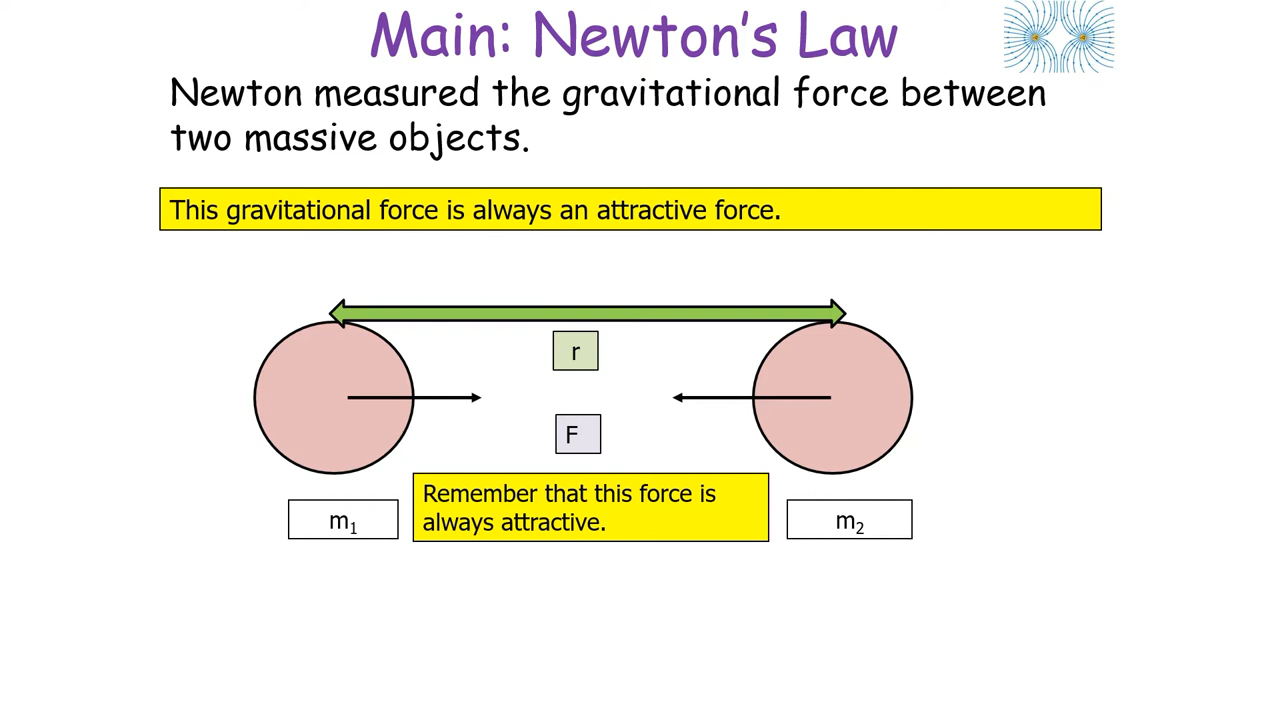 Main: Newton's Law
Newton measured the gravitational force between
two massive objects.
This gravitational force is always an attractive force.
r
F
Remember that this force is
always attractive.
m₁
m₂